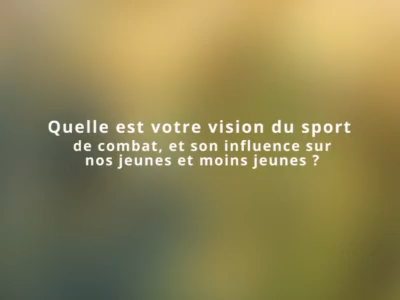 Quelle est votre vision du sport
de combat, et son influence sur
nos jeunes et moins jeunes ?